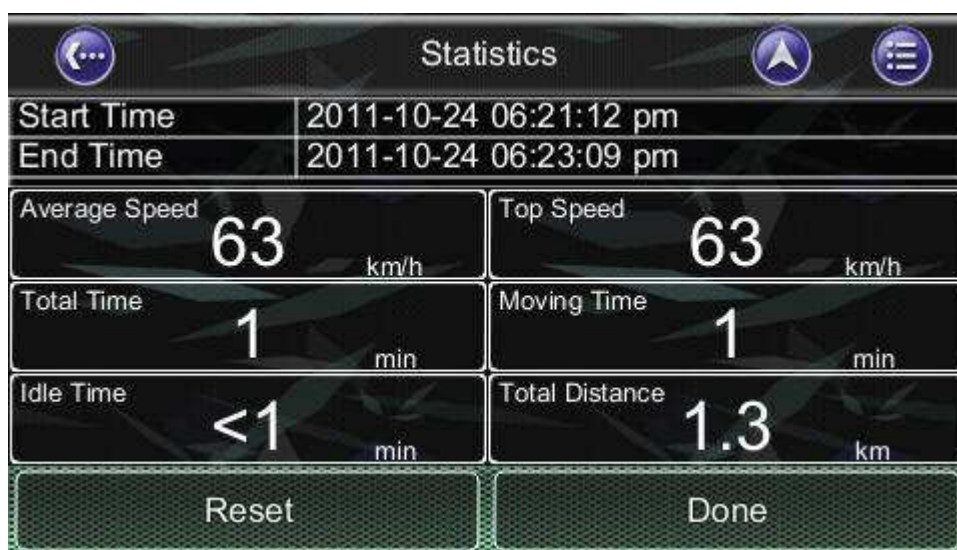 Statistics
Start Time 2011-10-24 06:21:12 pm
End Time 2011-10-24 06:23:09 pm
Average Speed 63 km/h
Top Speed 63 km/h
Total Time 1 min
Moving Time 1 min
Idle Time <1 min
Total Distance 1.3 km
Reset Done